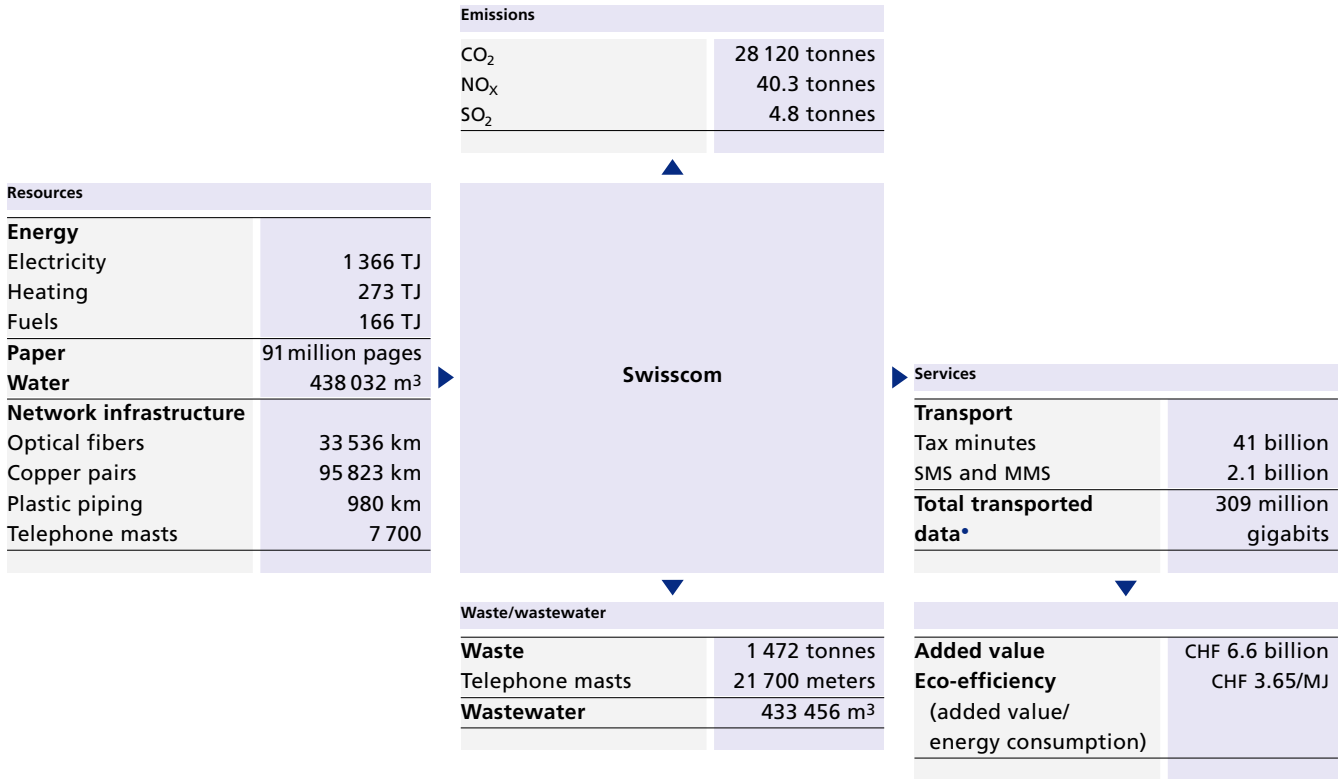 Emissions
CO₂ 28 120 tonnes
NOₓ 40.3 tonnes
SO₂ 4.8 tonnes
Resources
Energy
Electricity 1 366 TJ
Heating 273 TJ
Fuels 166 TJ
Paper 91 million pages
Water 438 032 m³
Network infrastructure
Optical fibers 33 536 km
Copper pairs 95 823 km
Plastic piping 980 km
Telephone masts 7 700
Swisscom
Services
Transport
Tax minutes 41 billion
SMS and MMS 2.1 billion
Total transported 309 million
data• gigabits
Waste/wastewater
Waste 1 472 tonnes
Telephone masts 21 700 meters
Wastewater 433 456 m³
Added value CHF 6.6 billion
Eco-efficiency CHF 3.65/MJ
(added value/
energy consumption)